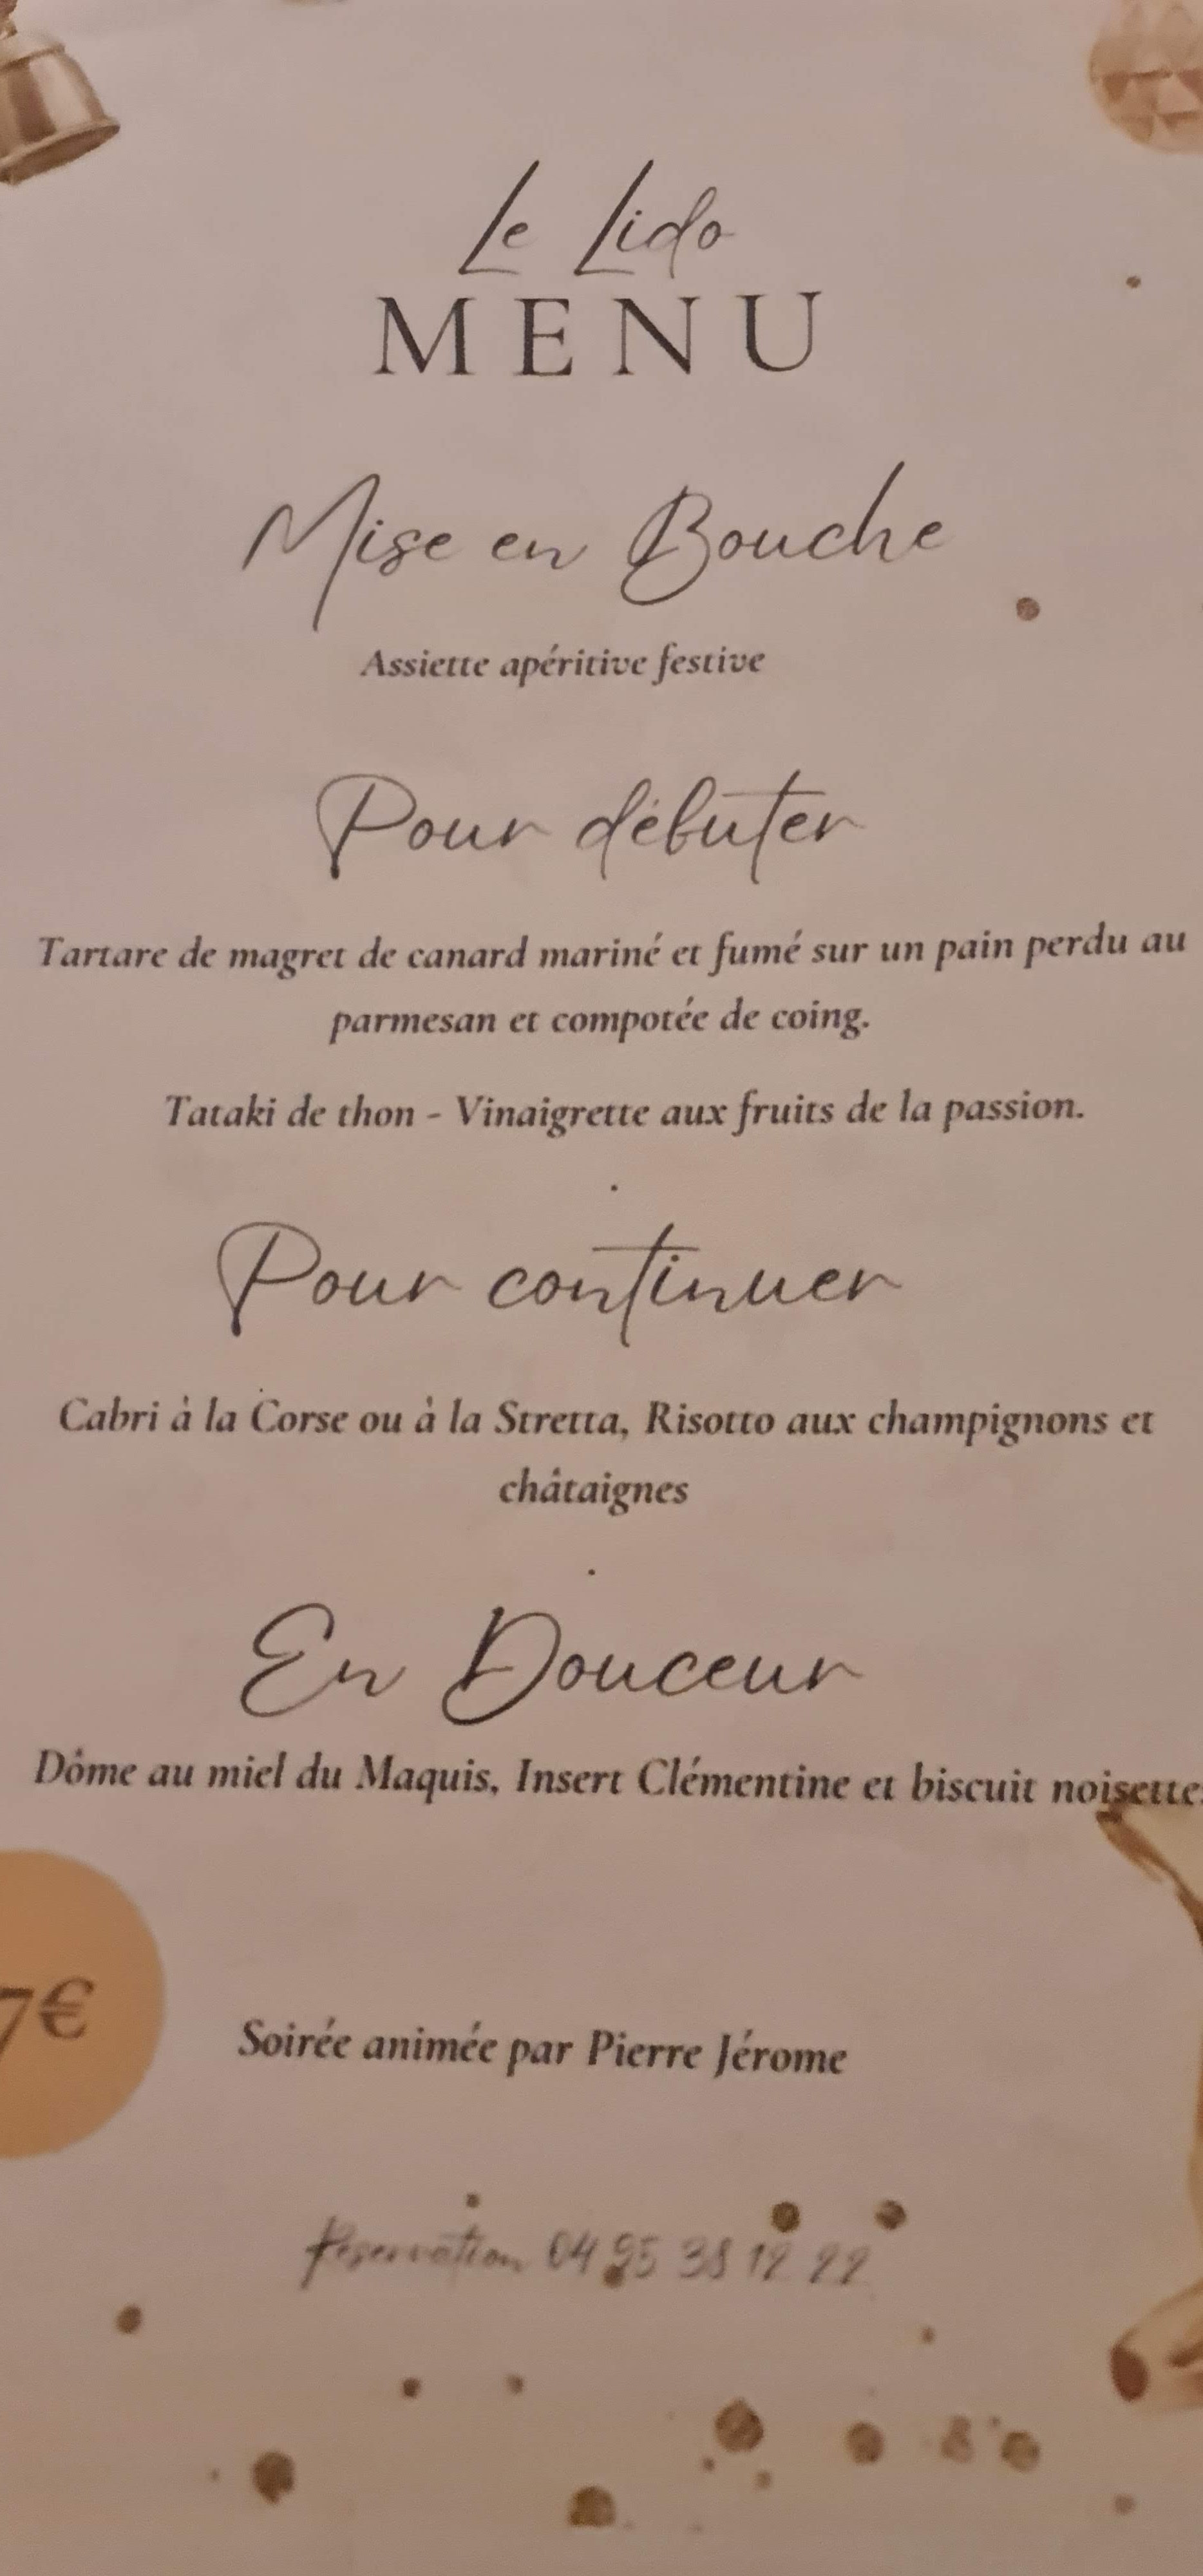 Le Lido
MENU
Mise en Bouche
Assiette apéritive festive
Pour débuter
Tartare de magret de canard mariné et fumé sur un pain perdu au
parmesan et compotée de coing.
Tataki de thon - Vinaigrette aux fruits de la passion.
Pour continuer
Cabri à la Corse ou à la Stretta, Risotto aux champignons et
châtaignes
En Douceur
Dôme au miel du Maquis, Insert Clémentine et biscuit noisette
7€
Soirée animée par Pierre Jérome
Réservation 04 95 38 12 22